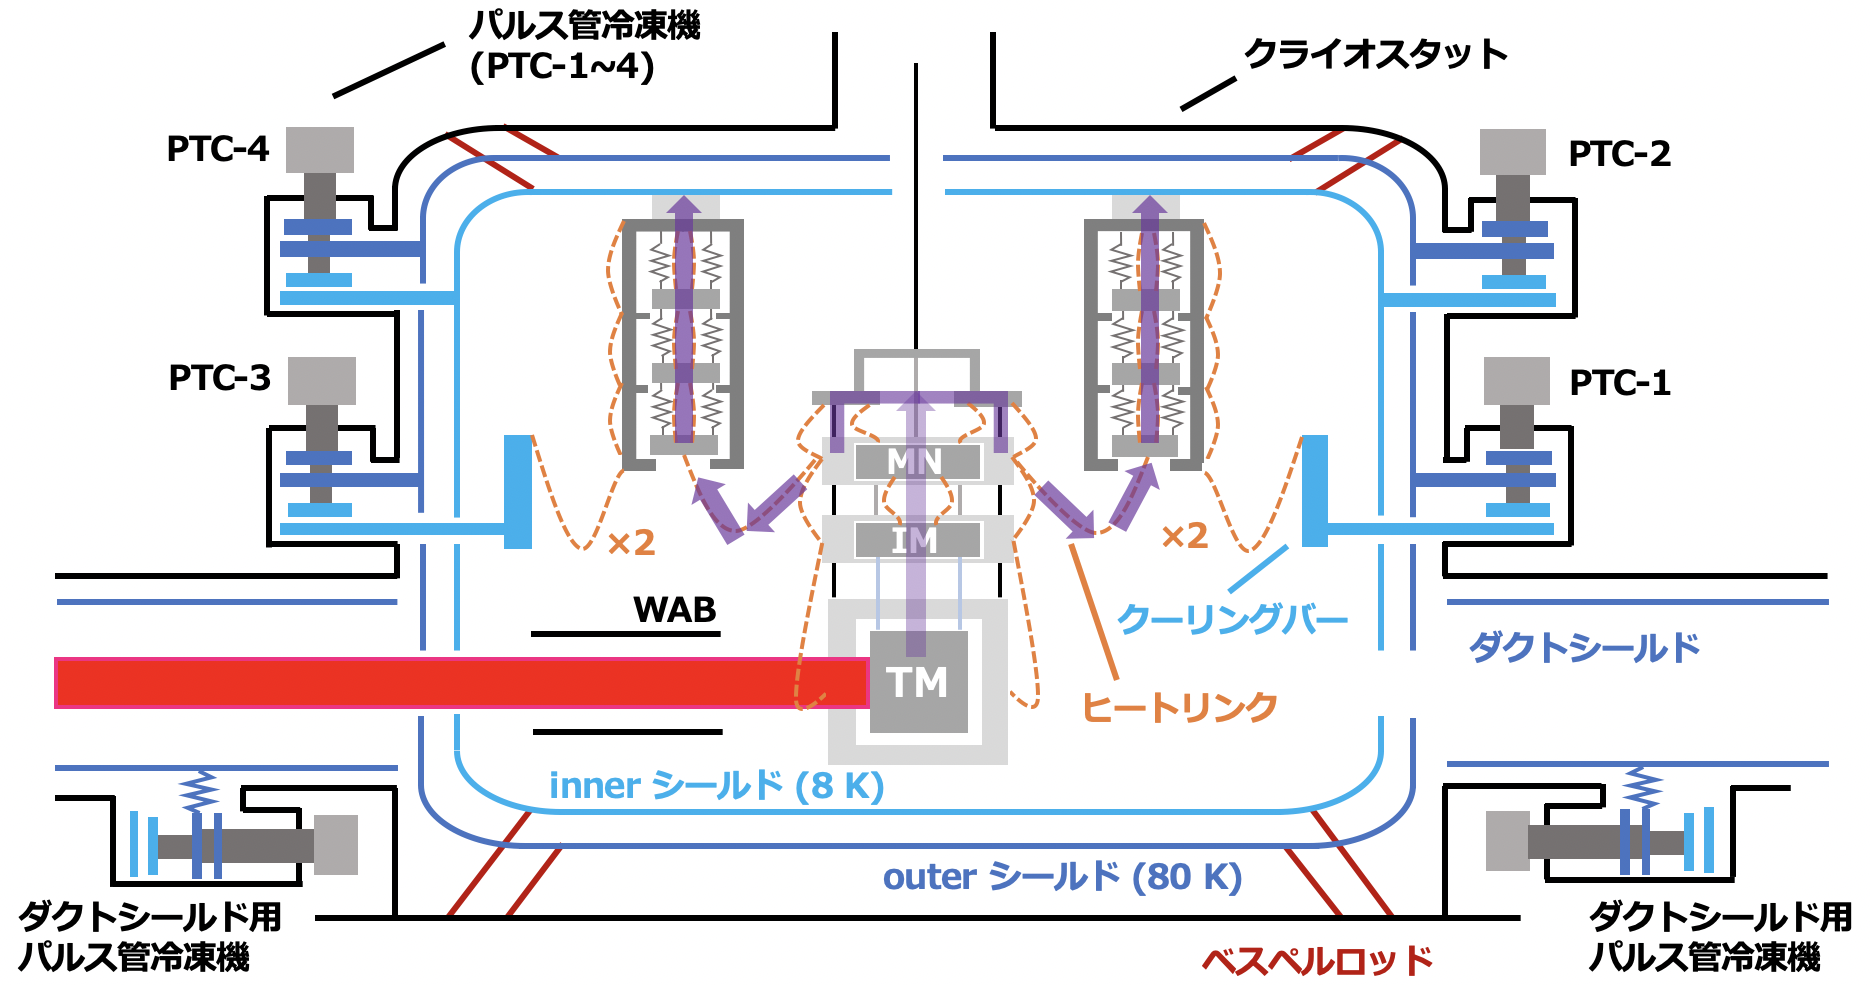 パルス管冷凍機
(PTC-1~4)
クライオスタット
PTC-4
PTC-2
PTC-3
PTC-1
MN
IM
×2
×2
WAB
クーリングバー
ダクトシールド
TM
ヒートリンク
inner シールド (8 K)
outer シールド (80 K)
ダクトシールド用
パルス管冷凍機
ベスペルロッド
ダクトシールド用
パルス管冷凍機